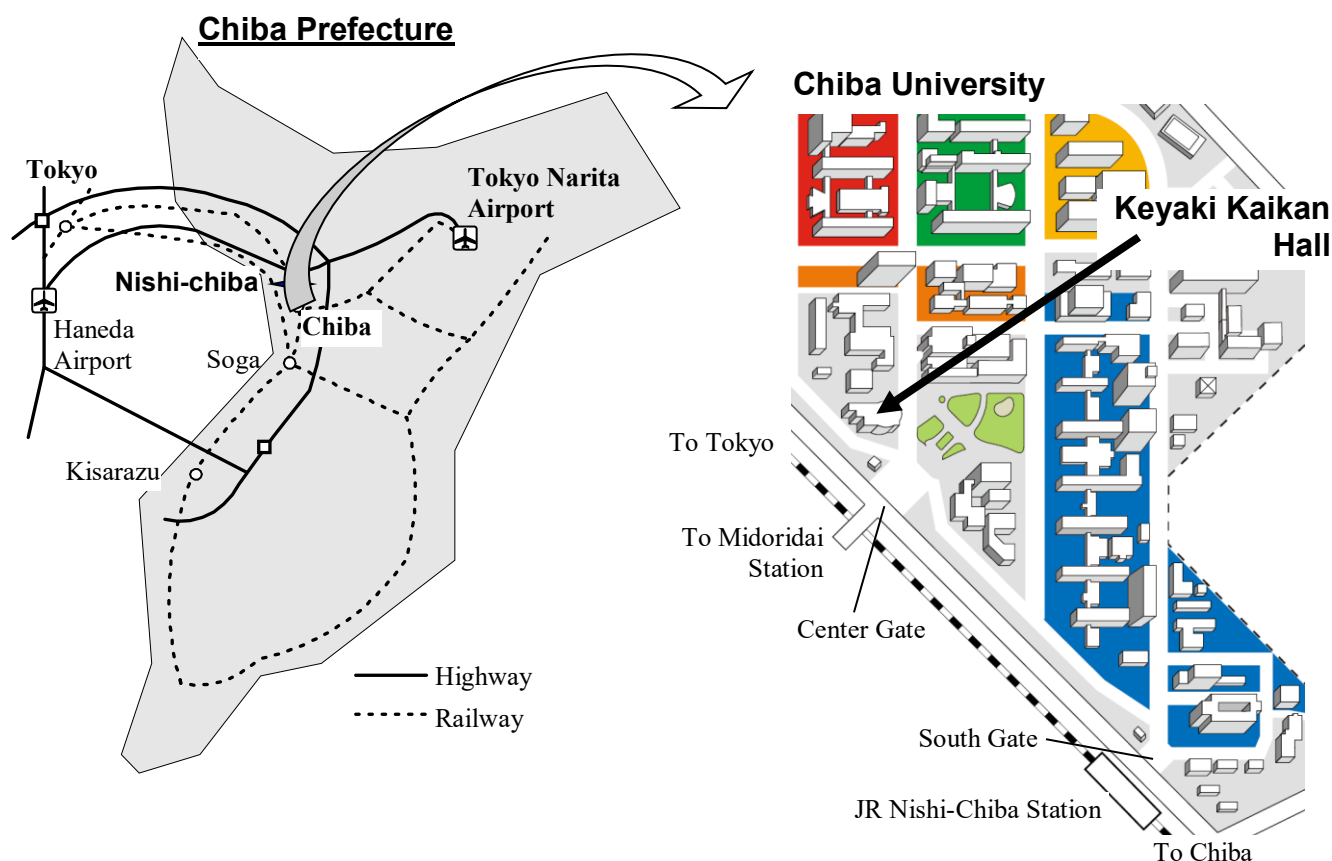 Chiba Prefecture
Tokyo
Tokyo Narita
Airport
Nishi-chiba
Haneda
Airport
Chiba
Soga
Kisarazu
Highway
Railway
Chiba University
Keyaki Kaikan
Hall
To Tokyo
To Midoridai
Station
Center Gate
South Gate
JR Nishi-Chiba Station
To Chiba